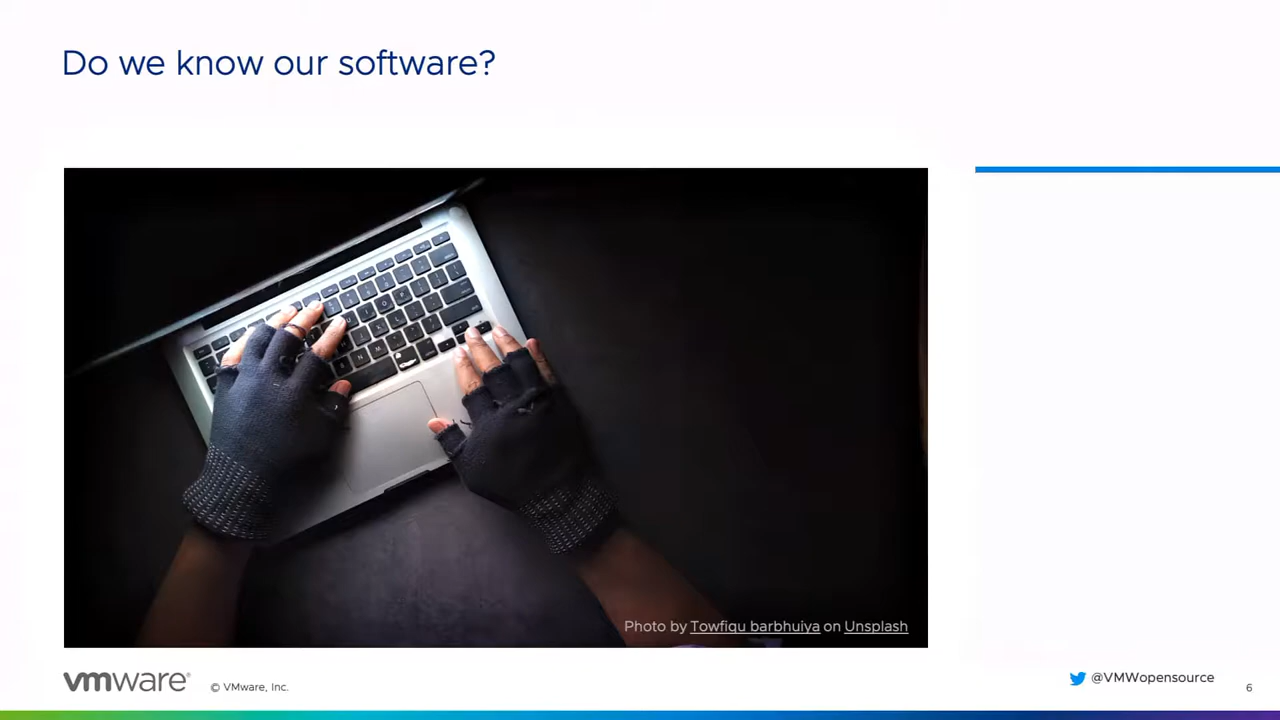 Do we know our software?
Photo by Towfiqu barbhuiya on Unsplash
vmware®
© VMware, Inc.
@VMWopensource
6